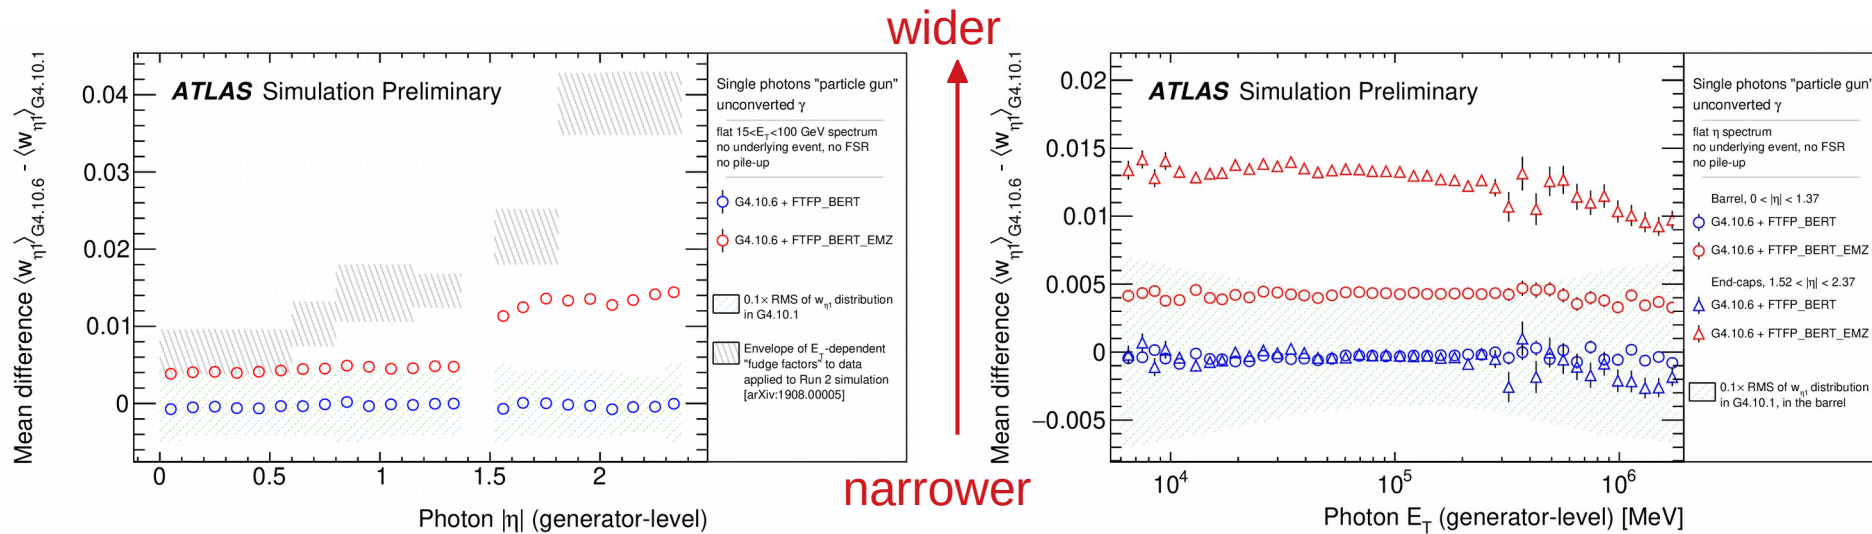 wider
narrower
ATLAS Simulation Preliminary
Mean difference ⟨w_η1⟩_G4.10.6 - ⟨w_η1⟩_G4.10.1
0.04
0.03
0.02
0.01
0
0
0.5
1
1.5
2
Photon |η| (generator-level)
Single photons "particle gun"
unconverted γ
flat 15<E_T<100 GeV spectrum
no underlying event, no FSR
no pile-up
G4.10.6 + FTFP_BERT
G4.10.6 + FTFP_BERT_EMZ
0.1× RMS of w_η1 distribution
in G4.10.1
Envelope of E_T-dependent
"fudge factors" to data
applied to Run 2 simulation
[arXiv:1908.00005]
ATLAS Simulation Preliminary
Mean difference ⟨w_η1⟩_G4.10.6 - ⟨w_η1⟩_G4.10.1
0.02
0.015
0.01
0.005
0
−0.005
10^4
10^5
10^6
Photon E_T (generator-level) [MeV]
Single photons "particle gun"
unconverted γ
flat η spectrum
no underlying event, no FSR
no pile-up
Barrel, 0 < |η| < 1.37
G4.10.6 + FTFP_BERT
G4.10.6 + FTFP_BERT_EMZ
End-caps, 1.52 < |η| < 2.37
G4.10.6 + FTFP_BERT
G4.10.6 + FTFP_BERT_EMZ
0.1× RMS of w_η1 distribution
in G4.10.1, in the barrel